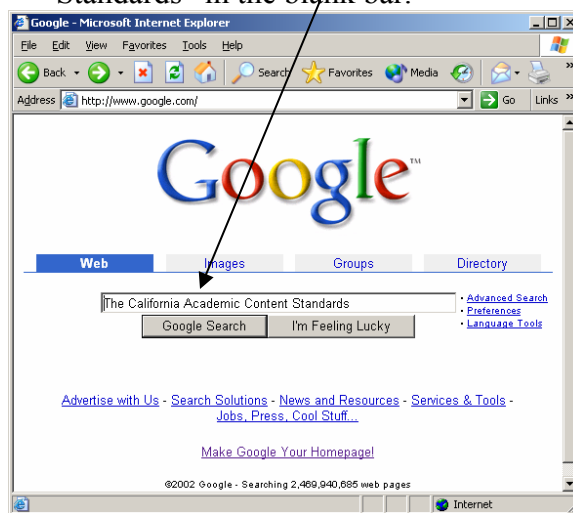 Standards" in the blank bar.
Google - Microsoft Internet Explorer
File Edit View Favorites Tools Help
Back Search Favorites Media »
Address http://www.google.com/ Go Links »
Google™
Web Images Groups Directory
The California Academic Content Standards
· Advanced Search
Google Search I'm Feeling Lucky
· Preferences
· Language Tools
Advertise with Us - Search Solutions - News and Resources - Services & Tools -
Jobs, Press, Cool Stuff...
Make Google Your Homepage!
©2002 Google - Searching 2,469,940,685 web pages
Internet